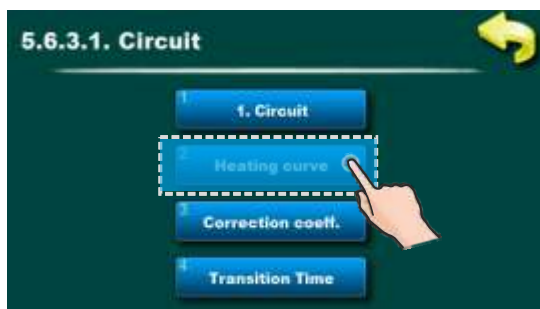 5.6.3.1. Circuit
1
1. Circuit
2
Heating curve
3
Correction coeff.
4
Transition Time